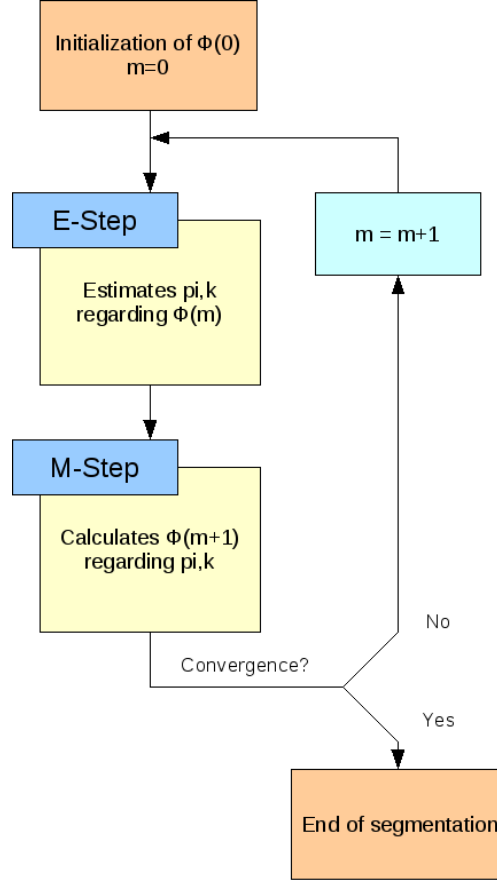 Initialization of Φ(0)
m=0
E-Step
m = m+1
Estimates pi,k
regarding Φ(m)
M-Step
Calculates Φ(m+1)
regarding pi,k
No
Convergence?
Yes
End of segmentation